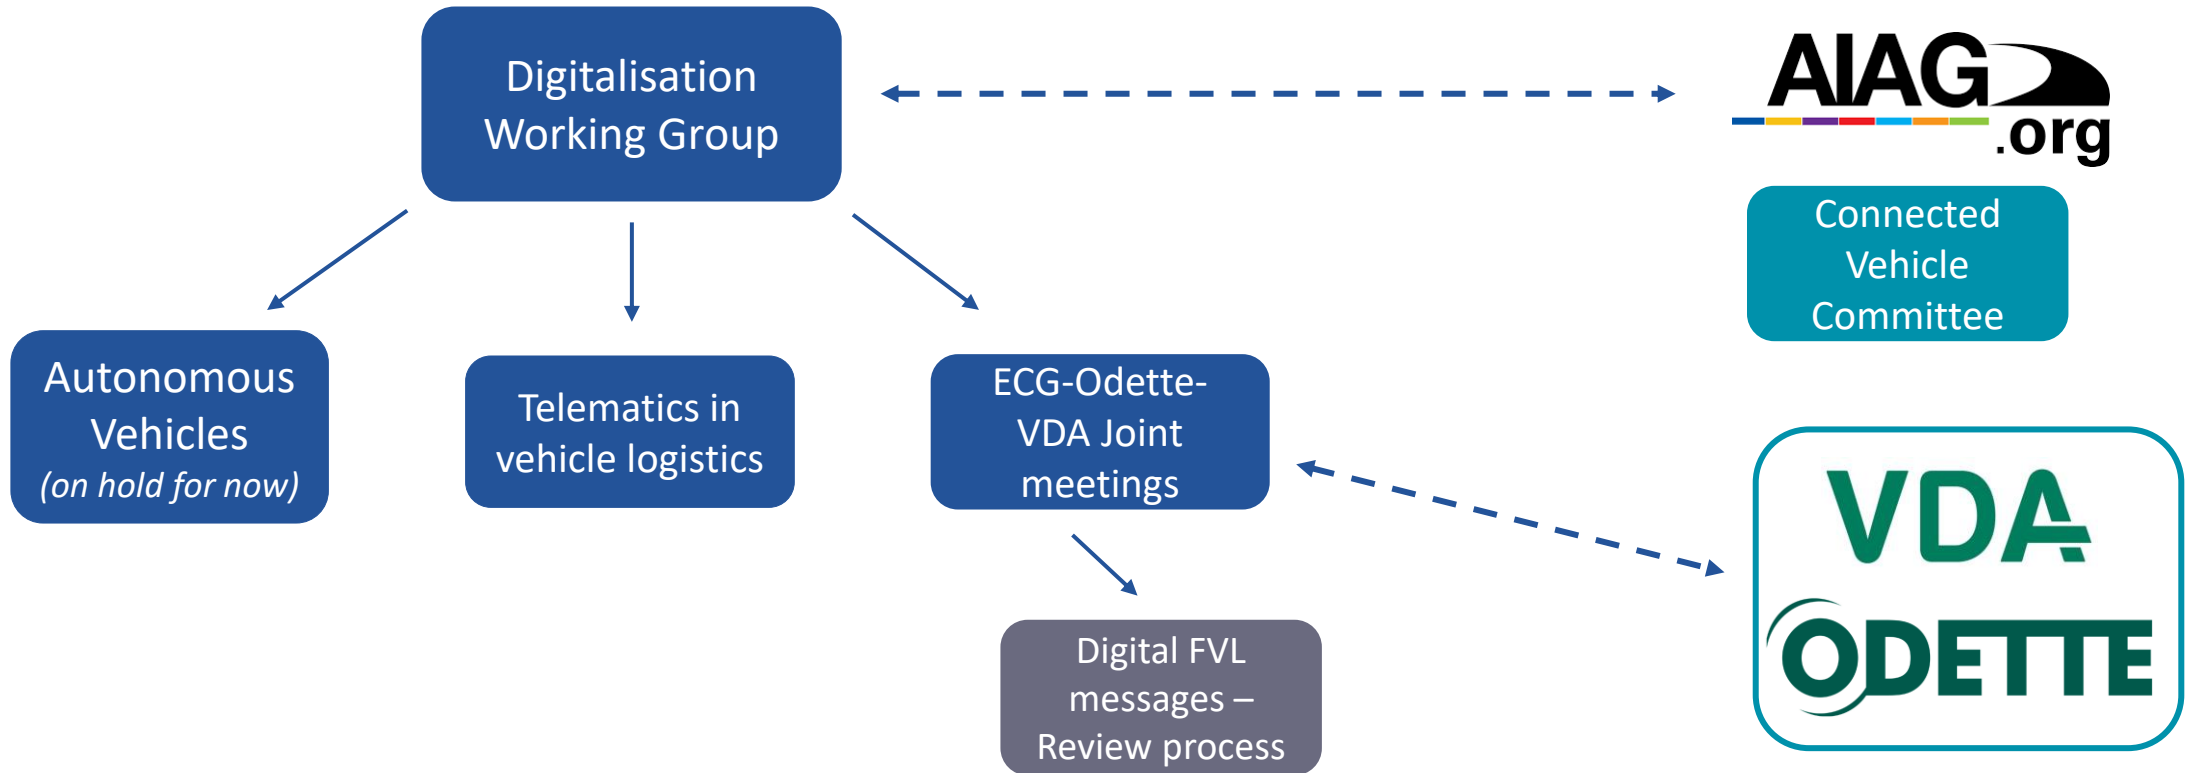 Digitalisation
Working Group
AIAG
.org
Connected
Vehicle
Committee
Autonomous
Vehicles
(on hold for now)
Telematics in
vehicle logistics
ECG-Odette-
VDA Joint
meetings
VDA
ODETTE
Digital FVL
messages –
Review process